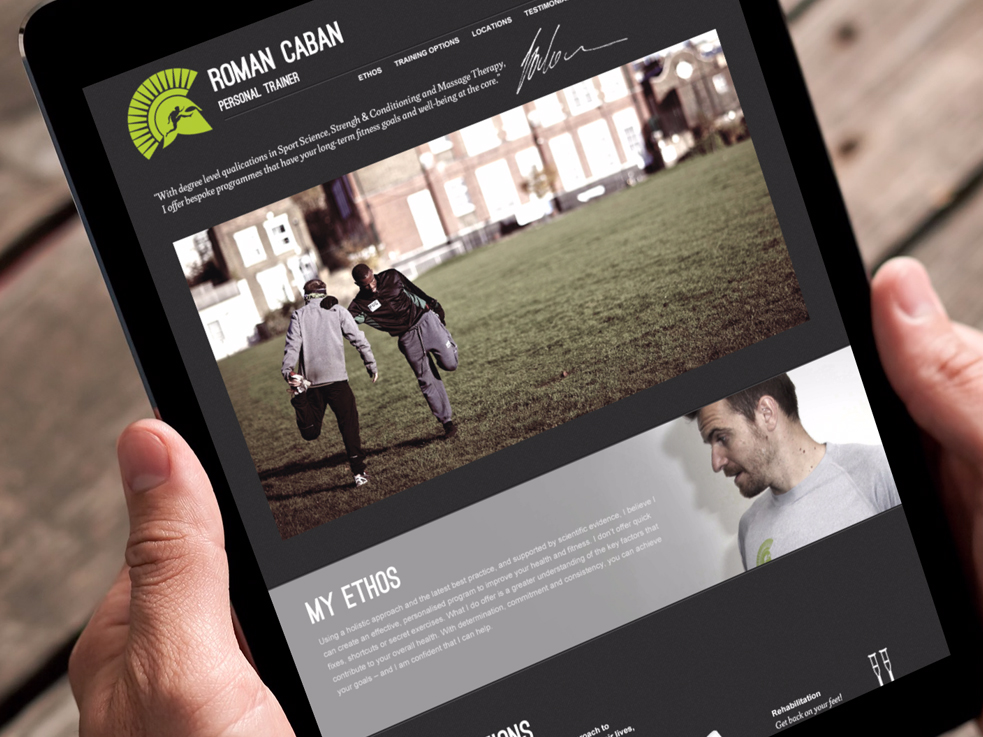 ROMAN CABAN
PERSONAL TRAINER
ETHOS TRAINING OPTIONS LOCATIONS TESTIMONIA
"With degree level qualications in Sport Science, Strengh & Conditioning and Massage Therapy,
I offer bespoke programmes that have your long-term fitness goals and well-being at the core."
MY ETHOS
Using a holistic approach and the latest best practice, and supported by scientific evidence, I believe I
can create an effective, personalised program to improve your health and fitness. I don't offer quick
fixes, shortcuts or secret exercises. What I do offer is a greater understanding of the key factors that
contribute to your overall health. With determination, commitment and consistency, you can achieve
your goals – and I am confident that I can help.
IONS
oach to
ir lives,
Rehabilitation
Get back on your feet!